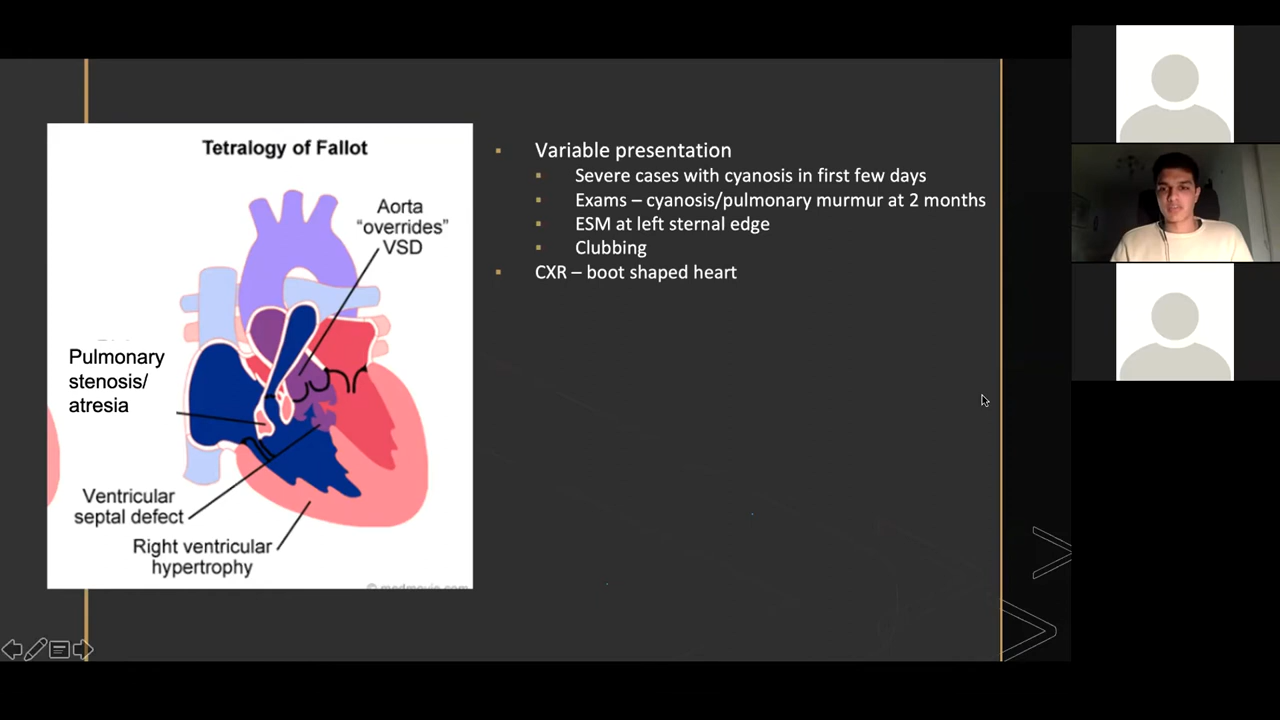 Tetralogy of Fallot
Aorta
“overrides”
VSD
Pulmonary
stenosis/
atresia
Ventricular
septal defect
Right ventricular
hypertrophy
Variable presentation
Severe cases with cyanosis in first few days
Exams – cyanosis/pulmonary murmur at 2 months
ESM at left sternal edge
Clubbing
CXR – boot shaped heart